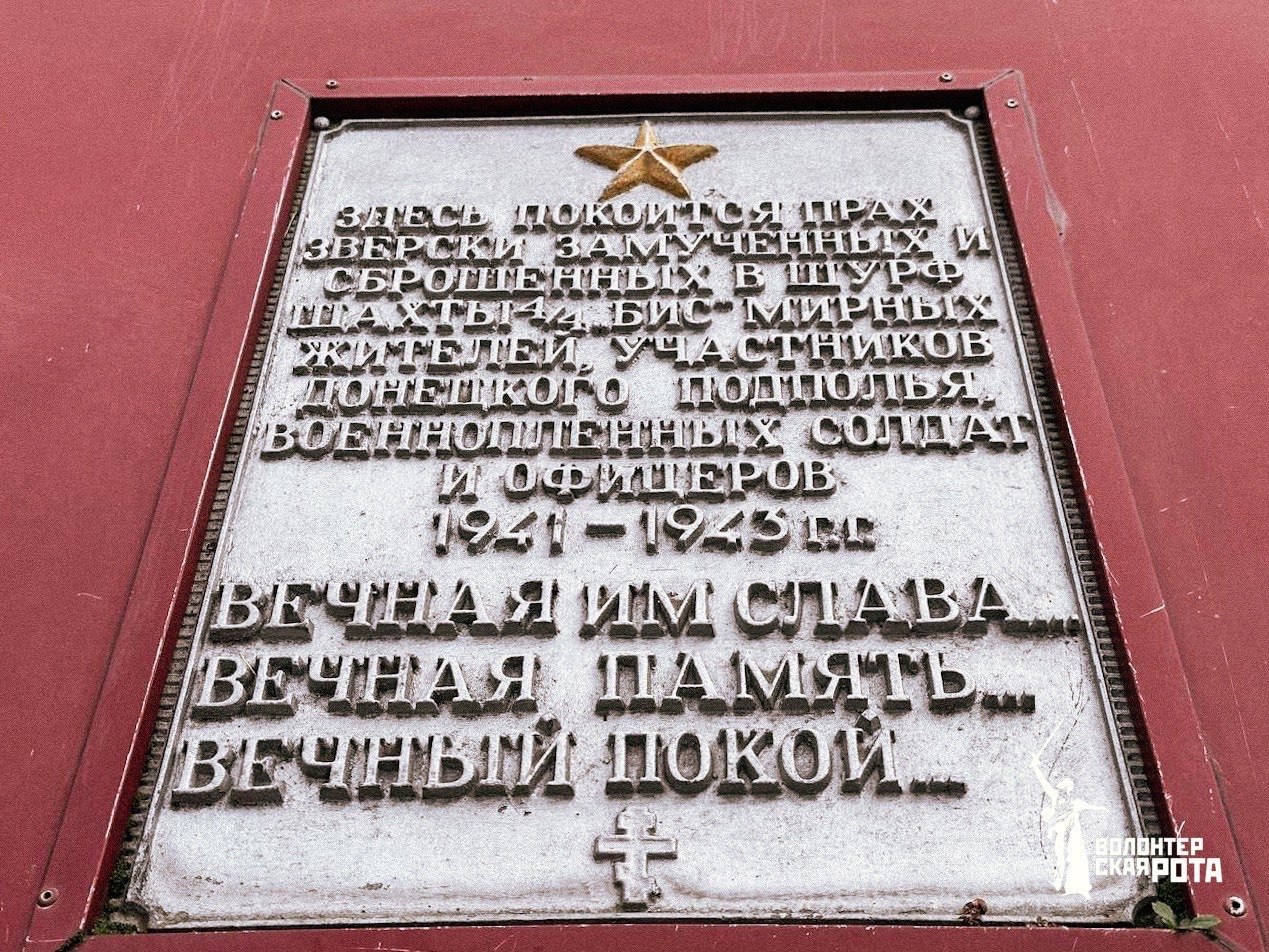 ЗДЕСЬ ПОКОИТСЯ ПРАХ
ЗВЕРСКИ ЗАМУЧЕННЫХ И
СБРОШЕННЫХ В ШУРФ
ШАХТЫ 4/4 БИС МИРНЫХ
ЖИТЕЛЕЙ, УЧАСТНИКОВ
ДОНЕЦКОГО ПОДПОЛЬЯ,
ВОЕННОПЛЕННЫХ СОЛДАТ
И ОФИЦЕРОВ
1941 – 1943 г.г.
ВЕЧНАЯ ИМ СЛАВА...
ВЕЧНАЯ ПАМЯТЬ...
ВЕЧНЫЙ ПОКОЙ...
ВОЛОНТЕР
СКАЯ РОТА